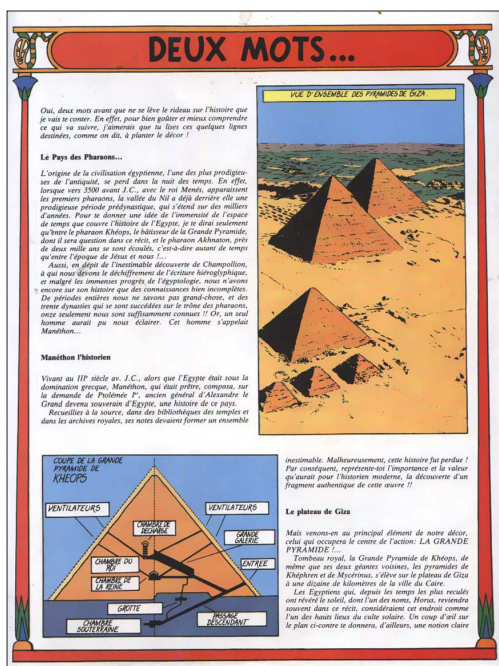 DEUX MOTS...
Oui, deux mots avant que ne se lève le rideau sur l'histoire que
je vais te conter. En effet, pour bien goûter et mieux comprendre
ce qui va suivre, j'aimerais que tu lises ces quelques lignes
destinées, comme on dit, à planter le décor !
Le Pays des Pharaons...
L'origine de la civilisation égyptienne, l'une des plus prodigieu-
ses de l'antiquité, se perd dans la nuit des temps. En effet,
lorsque vers 3500 avant J.C., avec le roi Menès, apparaissent
les premiers pharaons, la vallée du Nil a déjà derrière elle une
prodigieuse période prédynastique, qui s'étend sur des milliers
d'années. Pour te donner une idée de l'immensité de l'espace
de temps que couvre l'histoire de l'Egypte, je te dirai seulement
qu'entre le pharaon Khéops, le bâtisseur de la Grande Pyramide,
dont il sera question dans ce récit, et le pharaon Akhnaton, près
de deux mille ans se sont écoulés, c'est-à-dire autant de temps
qu'entre l'époque de Jésus et nous !...
Aussi, en dépit de l'inestimable découverte de Champollion,
à qui nous devons le déchiffrement de l'écriture hiéroglyphique,
et malgré les immenses progrès de l'égyptologie, nous n'avons
encore sur son histoire que des connaissances bien incomplètes.
De périodes entières nous ne savons pas grand-chose, et des
trente dynasties qui se sont succédées sur le trône des pharaons,
onze seulement nous sont suffisamment connues !! Or, un seul
homme aurait pu nous éclairer. Cet homme s'appelait
Manéthon...
Manéthon l'historien
Vivant au IIIe siècle av. J.C., alors que l'Egypte était sous la
domination grecque, Manéthon, qui était prêtre, composa, sur
la demande de Ptolémée Ier, ancien général d'Alexandre le
Grand devenu souverain d'Egypte, une histoire de ce pays.
Recueillies à la source, dans des bibliothèques des temples et
dans les archives royales, ses notes devaient former un ensemble
VUE D'ENSEMBLE DES PYRAMIDES DE GIZA.
COUPE DE LA GRANDE
PYRAMIDE DE
KHEOPS
VENTILATEURS
VENTILATEURS
CHAMBRE DE
DECHARGE
GRANDE
GALERIE
CHAMBRE DU
ROI
ENTREE
CHAMBRE DE
LA REINE
GROTTE
CHAMBRE
SOUTERRAINE
PASSAGE
DESCENDANT
inestimable. Malheureusement, cette histoire fut perdue !
Par conséquent, représente-toi l'importance et la valeur
qu'aurait pour l'historien moderne, la découverte d'un
fragment authentique de cette œuvre !!
Le plateau de Giza
Mais venons-en au principal élément de notre décor,
celui qui occupera le centre de l'action: LA GRANDE
PYRAMIDE !...
Tombeau royal, la Grande Pyramide de Khéops, de
même que ses deux géantes voisines, les pyramides de
Khéphren et de Mycérinus, s'élève sur le plateau de Giza
à une dizaine de kilomètres de la ville du Caire.
Les Egyptiens qui, depuis les temps les plus reculés
ont révéré le soleil, dont l'un des noms, Horus, reviendra
souvent dans ce récit, considéraient cet endroit comme
l'un des hauts lieux du culte solaire. Un coup d'œil sur
le plan ci-contre te donnera, d'ailleurs, une notion claire